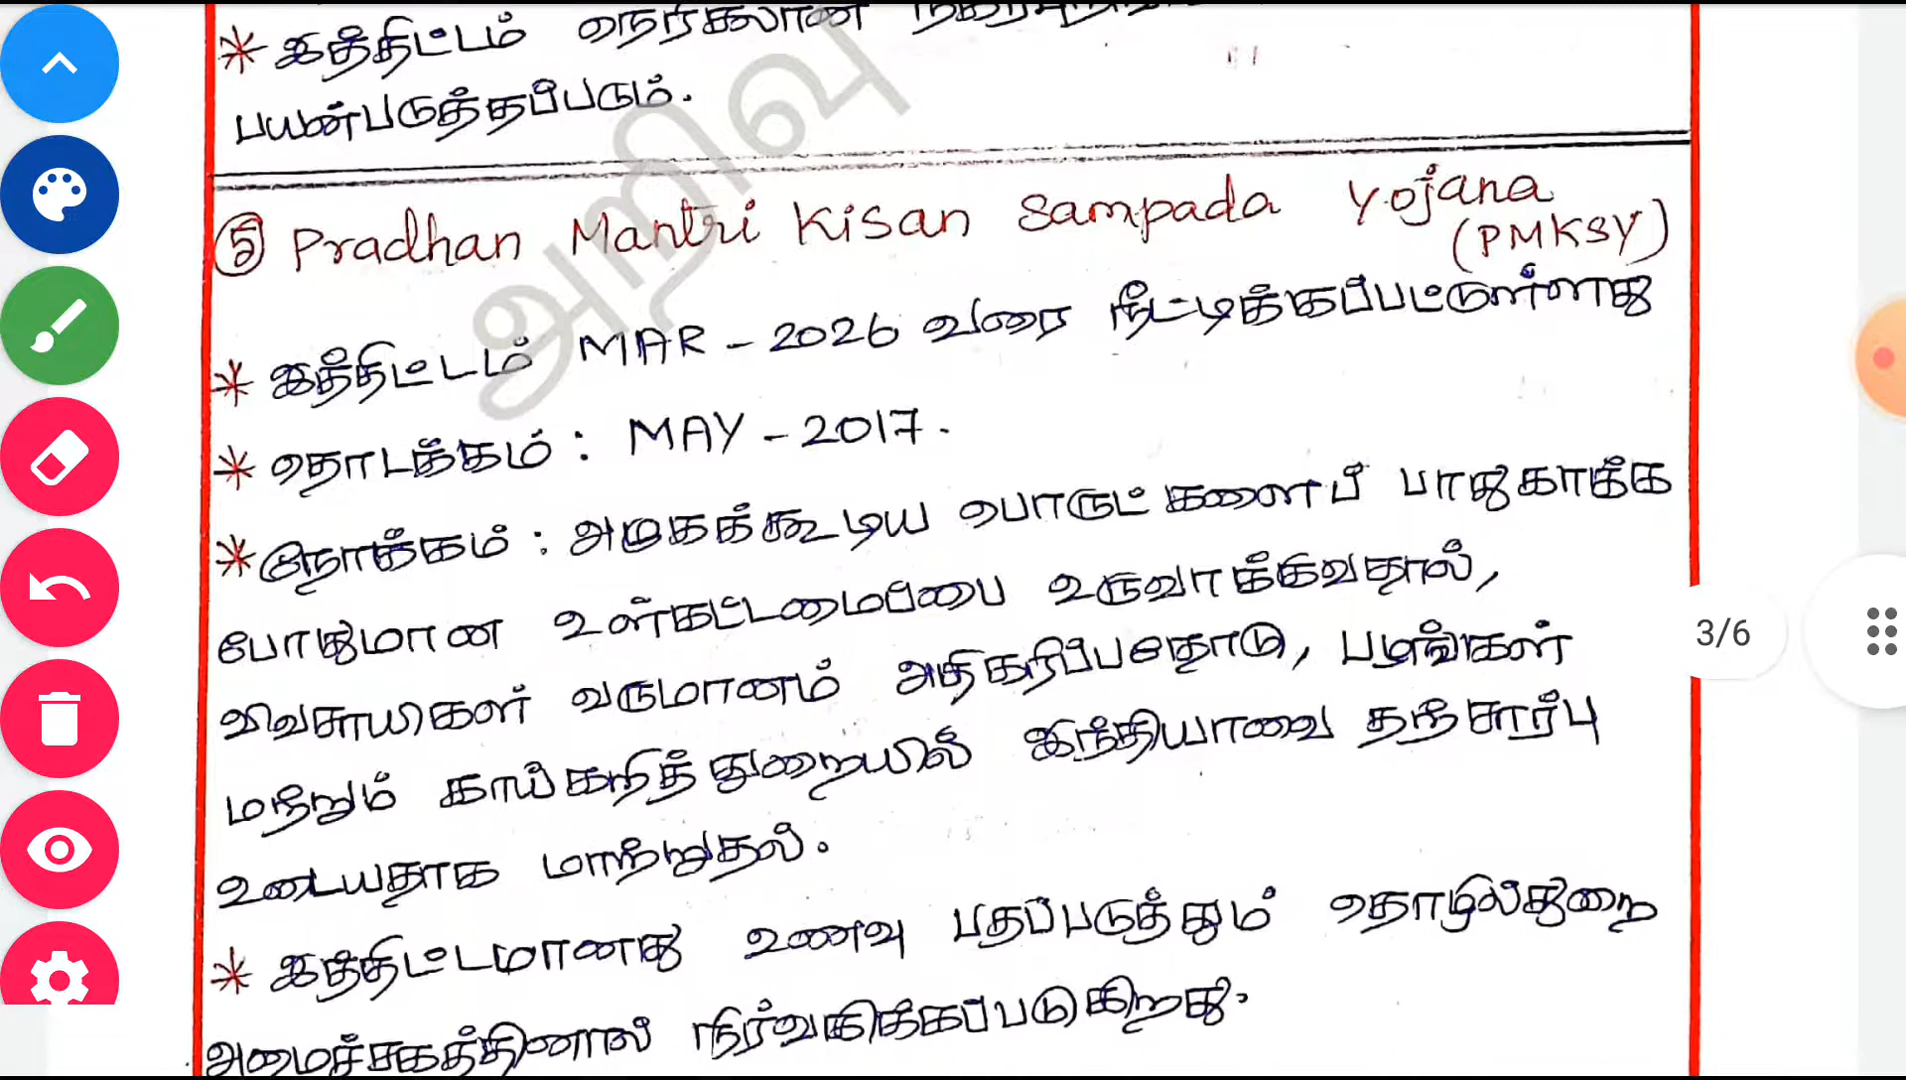 * இத்திட்டம் நேர்கலான
பயன்படுத்தப்படும்.
அறிவு
⑤ Pradhan Mantri Kisan Sampada Yojana
(PMKSY)
* இத்திட்டம் MAR - 2026 வரை நீட்டிக்கப்பட்டுள்ளது
* தொடக்கம் : MAY - 2017.
* நோக்கம் : அழுகக்கூடிய பொருட்களைப் பாதுகாக்க
போதுமான உள்கட்டமைப்பை உருவாக்குவதால்,
விவசாயிகள் வருமானம் அதிகரிப்பதோடு, பழங்கள்
மற்றும் காய்கறித் துறையில் இந்தியாவை தற்சார்பு
உடையதாக மாற்றுதல்.
* இத்திட்டமானது உணவு பதப்படுத்தும் தொழில்துறை
அமைச்சகத்தினால் நிர்வகிக்கப்படுகிறது.
3/6